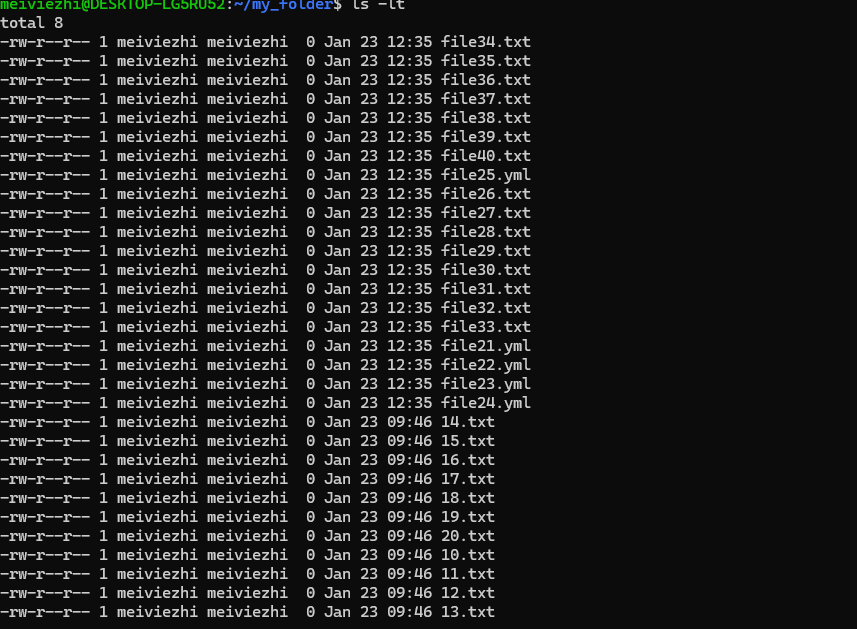 meiviezhi@DESKTOP-LG5RU52:~/my_folder$ ls -lt
total 8
-rw-r--r-- 1 meiviezhi meiviezhi  0 Jan 23 12:35 file34.txt
-rw-r--r-- 1 meiviezhi meiviezhi  0 Jan 23 12:35 file35.txt
-rw-r--r-- 1 meiviezhi meiviezhi  0 Jan 23 12:35 file36.txt
-rw-r--r-- 1 meiviezhi meiviezhi  0 Jan 23 12:35 file37.txt
-rw-r--r-- 1 meiviezhi meiviezhi  0 Jan 23 12:35 file38.txt
-rw-r--r-- 1 meiviezhi meiviezhi  0 Jan 23 12:35 file39.txt
-rw-r--r-- 1 meiviezhi meiviezhi  0 Jan 23 12:35 file40.txt
-rw-r--r-- 1 meiviezhi meiviezhi  0 Jan 23 12:35 file25.yml
-rw-r--r-- 1 meiviezhi meiviezhi  0 Jan 23 12:35 file26.txt
-rw-r--r-- 1 meiviezhi meiviezhi  0 Jan 23 12:35 file27.txt
-rw-r--r-- 1 meiviezhi meiviezhi  0 Jan 23 12:35 file28.txt
-rw-r--r-- 1 meiviezhi meiviezhi  0 Jan 23 12:35 file29.txt
-rw-r--r-- 1 meiviezhi meiviezhi  0 Jan 23 12:35 file30.txt
-rw-r--r-- 1 meiviezhi meiviezhi  0 Jan 23 12:35 file31.txt
-rw-r--r-- 1 meiviezhi meiviezhi  0 Jan 23 12:35 file32.txt
-rw-r--r-- 1 meiviezhi meiviezhi  0 Jan 23 12:35 file33.txt
-rw-r--r-- 1 meiviezhi meiviezhi  0 Jan 23 12:35 file21.yml
-rw-r--r-- 1 meiviezhi meiviezhi  0 Jan 23 12:35 file22.yml
-rw-r--r-- 1 meiviezhi meiviezhi  0 Jan 23 12:35 file23.yml
-rw-r--r-- 1 meiviezhi meiviezhi  0 Jan 23 12:35 file24.yml
-rw-r--r-- 1 meiviezhi meiviezhi  0 Jan 23 09:46 14.txt
-rw-r--r-- 1 meiviezhi meiviezhi  0 Jan 23 09:46 15.txt
-rw-r--r-- 1 meiviezhi meiviezhi  0 Jan 23 09:46 16.txt
-rw-r--r-- 1 meiviezhi meiviezhi  0 Jan 23 09:46 17.txt
-rw-r--r-- 1 meiviezhi meiviezhi  0 Jan 23 09:46 18.txt
-rw-r--r-- 1 meiviezhi meiviezhi  0 Jan 23 09:46 19.txt
-rw-r--r-- 1 meiviezhi meiviezhi  0 Jan 23 09:46 20.txt
-rw-r--r-- 1 meiviezhi meiviezhi  0 Jan 23 09:46 10.txt
-rw-r--r-- 1 meiviezhi meiviezhi  0 Jan 23 09:46 11.txt
-rw-r--r-- 1 meiviezhi meiviezhi  0 Jan 23 09:46 12.txt
-rw-r--r-- 1 meiviezhi meiviezhi  0 Jan 23 09:46 13.txt